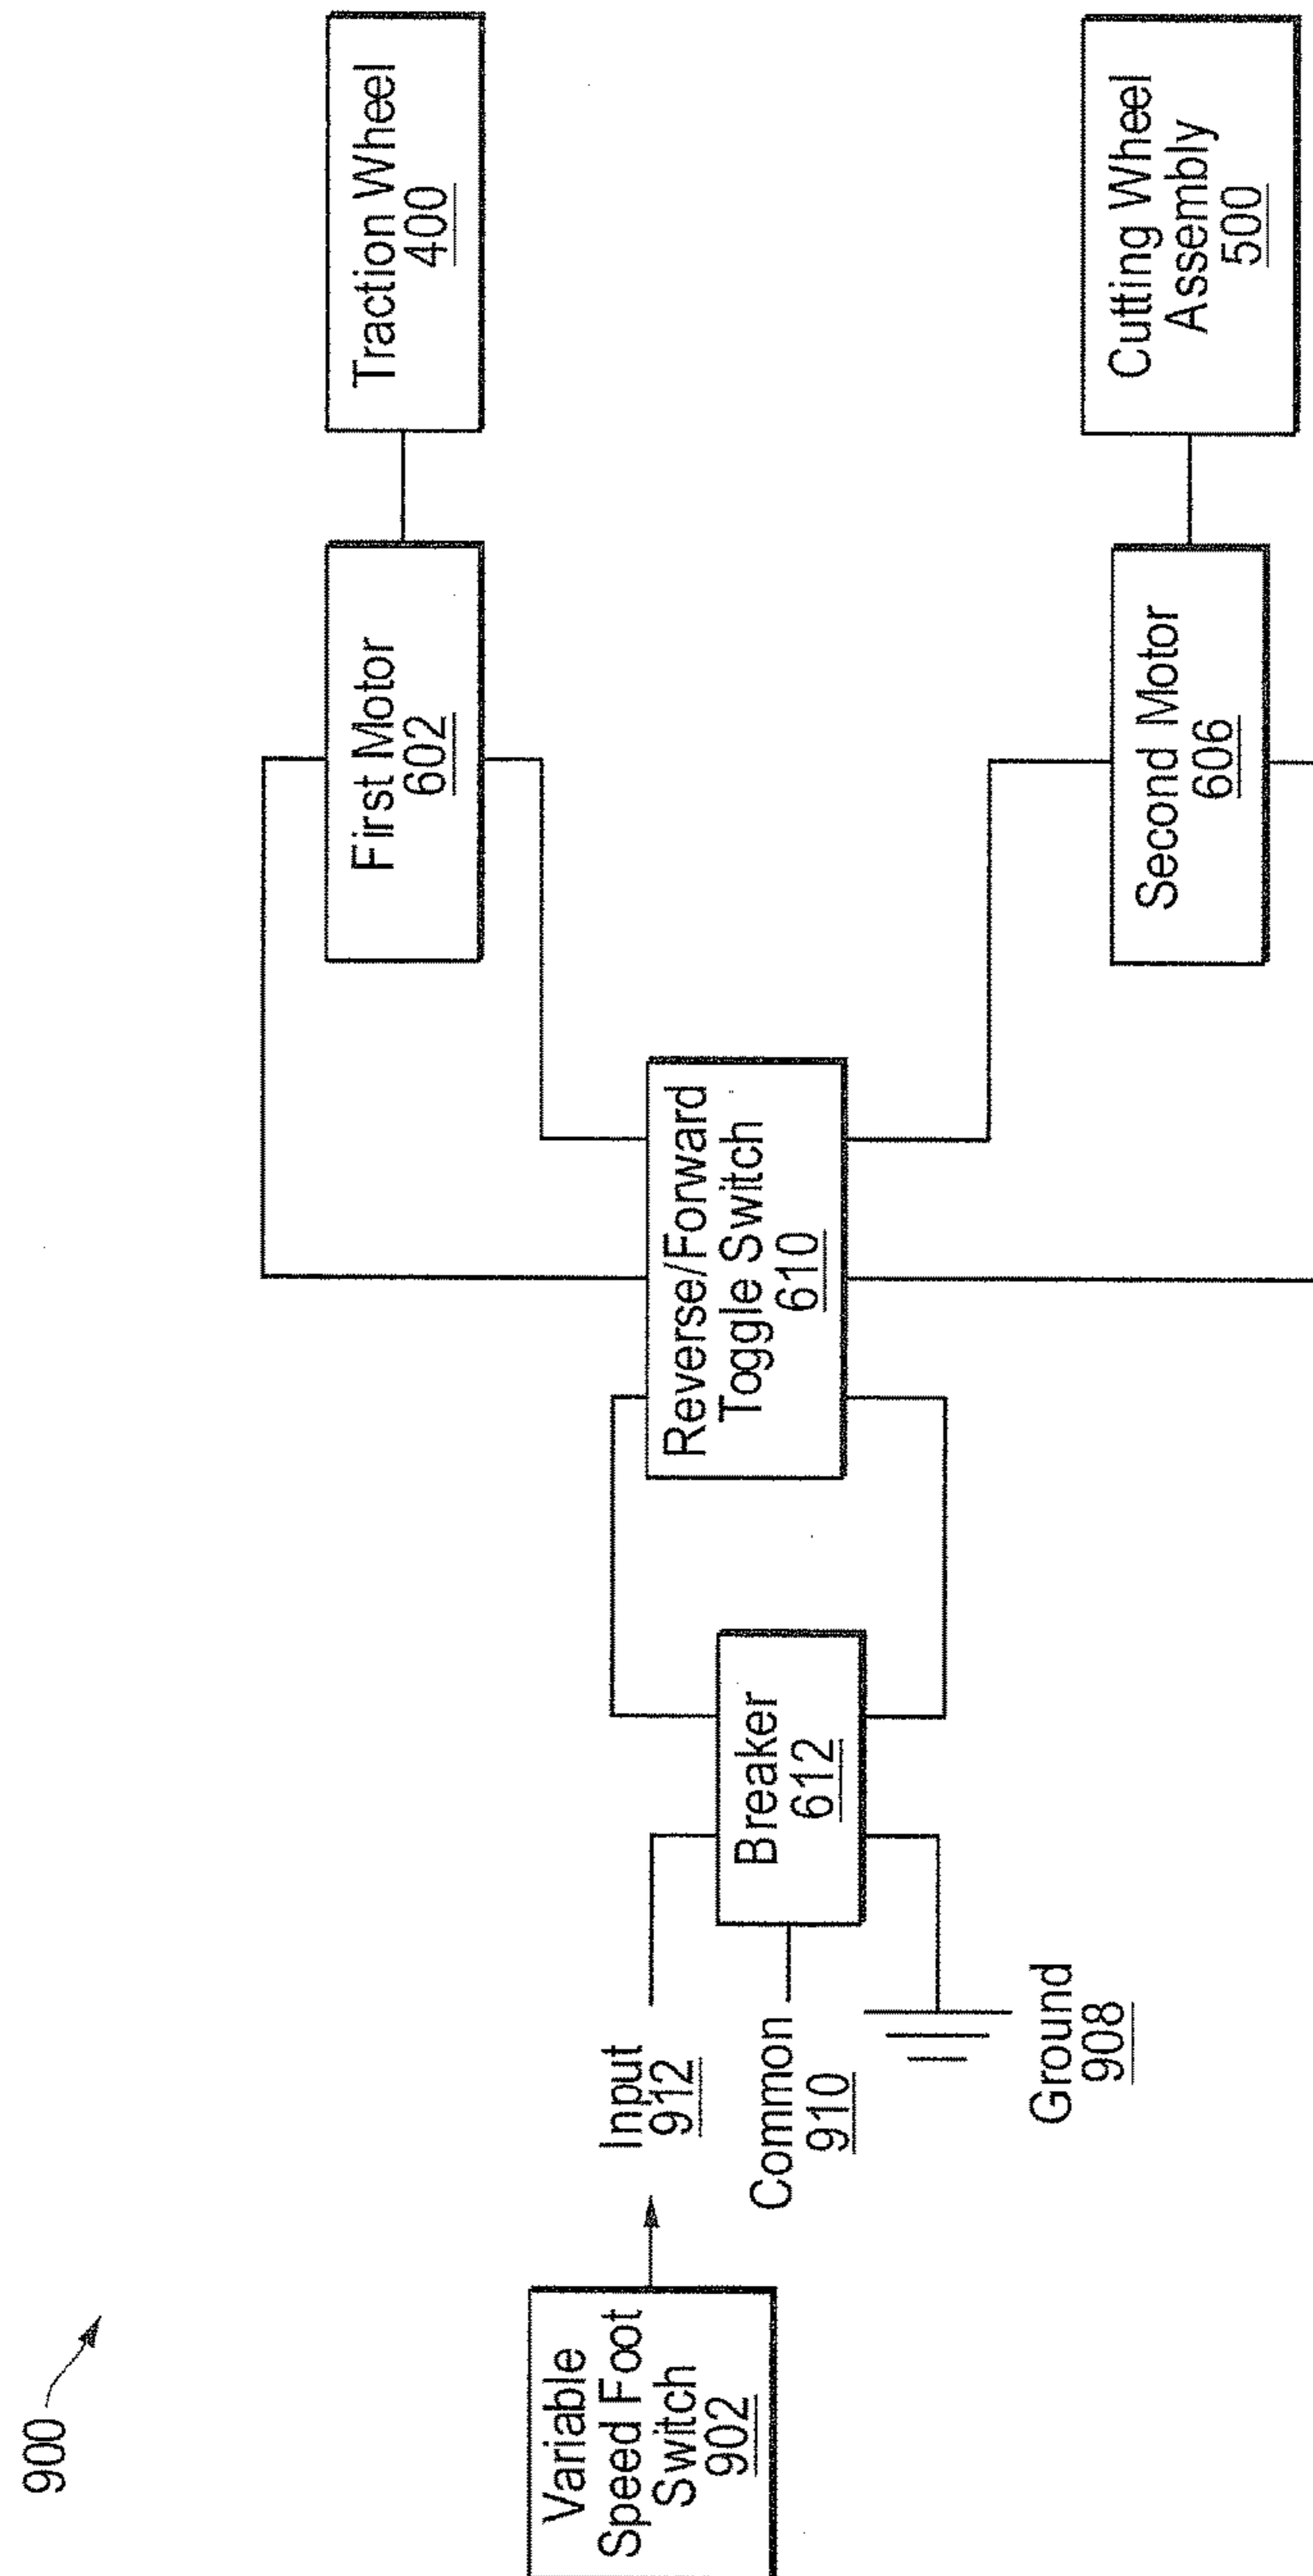 900
Variable
Speed Foot
Switch
902
Input
912
Common
910
Ground
908
Breaker
612
Reverse/Forward
Toggle Switch
610
First Motor
602
Traction Wheel
400
Second Motor
606
Cutting Wheel
Assembly
500